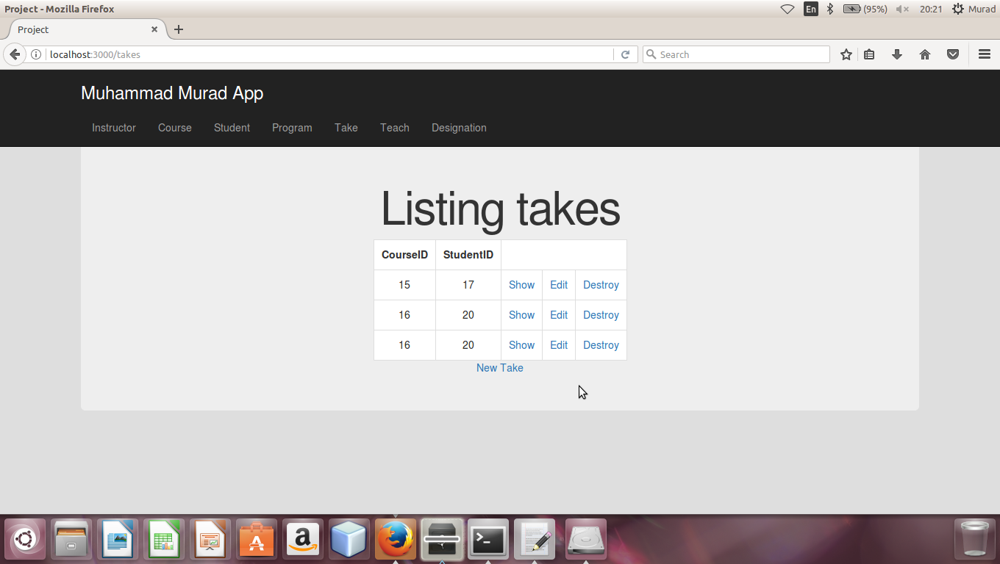 Project - Mozilla Firefox En (95%) 20:21 Murad
Project
localhost:3000/takes Search
Muhammad Murad App
Instructor Course Student Program Take Teach Designation
Listing takes
CourseID StudentID
15 17 Show Edit Destroy
16 20 Show Edit Destroy
16 20 Show Edit Destroy
New Take